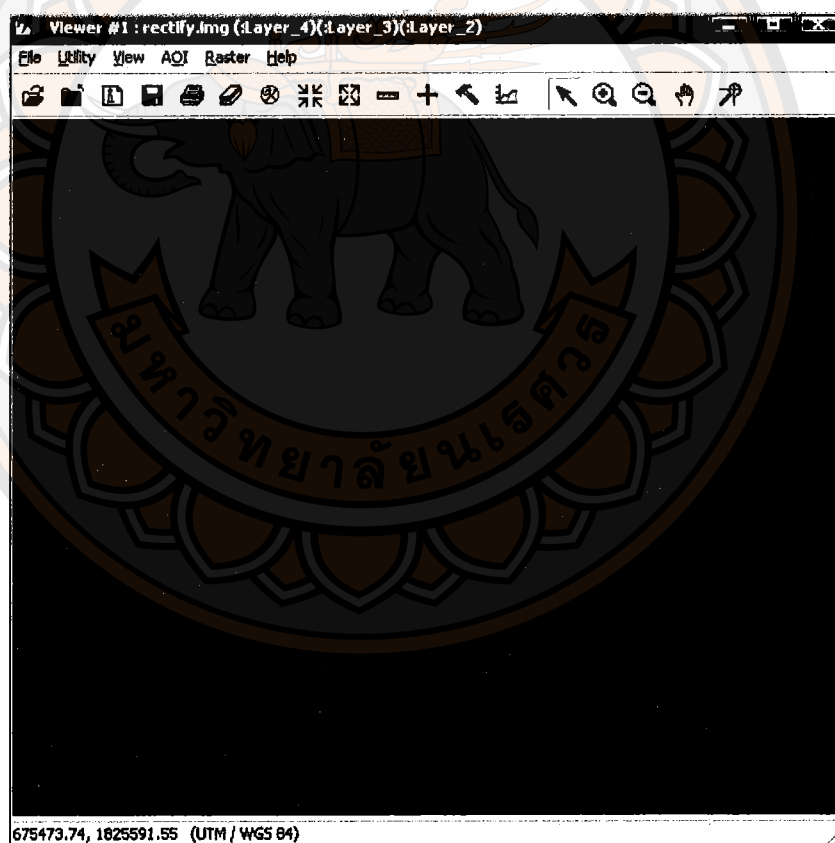 Viewer #1 : rectify.img (:Layer_4)(:Layer_3)(:Layer_2)
File Utility View AOI Raster Help
มหาวิทยาลัยนเรศวร
675473.74, 1825591.55 (UTM / WGS 84)